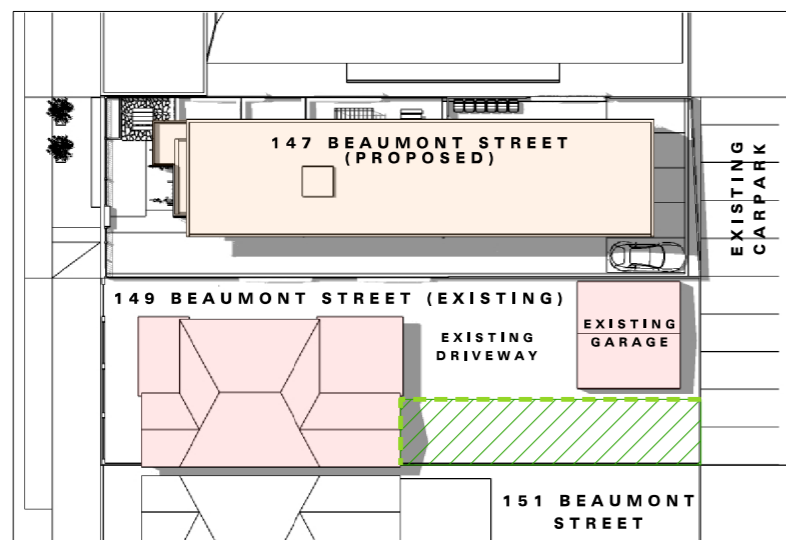 147 BEAUMONT STREET
(PROPOSED)
EXISTING
CARPARK
149 BEAUMONT STREET (EXISTING)
EXISTING
DRIVEWAY
EXISTING
GARAGE
151 BEAUMONT
STREET